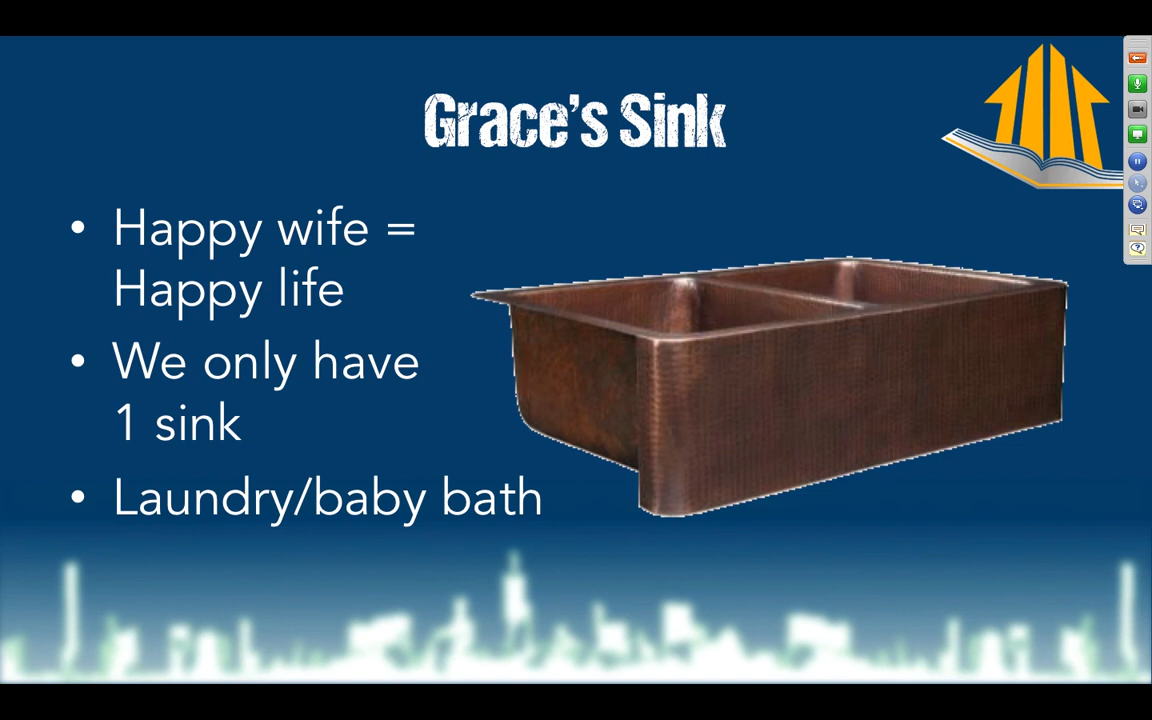 Grace's Sink
• Happy wife =
Happy life
• We only have
1 sink
• Laundry/baby bath